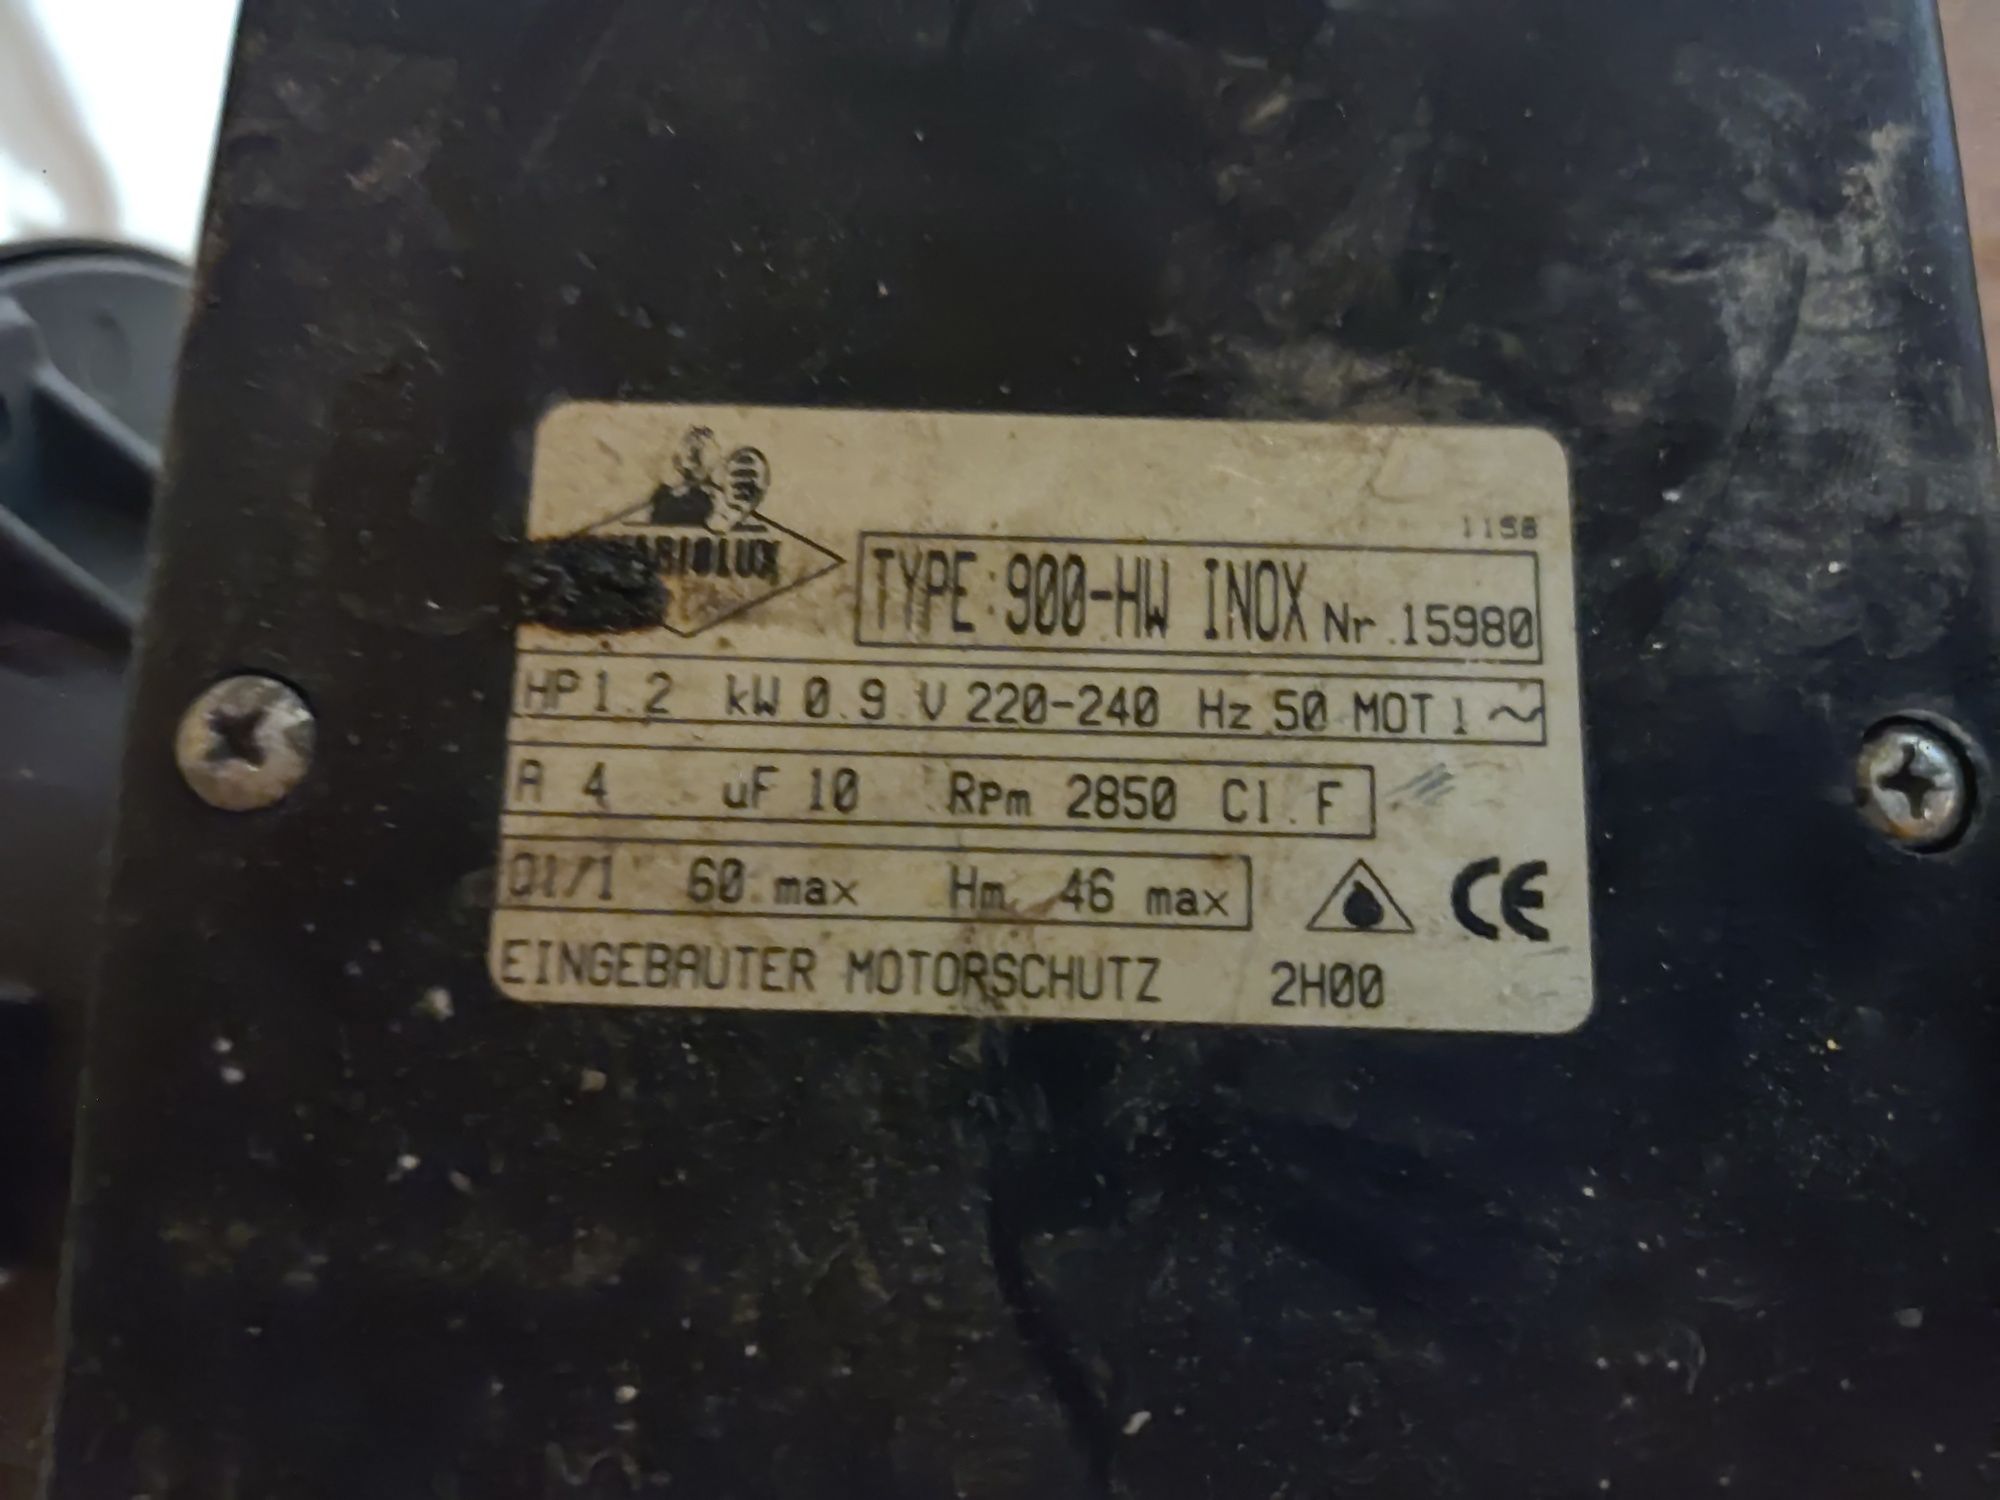 1158
TYPE: 900-HW INOX Nr.15980
HP 1.2 kW 0.9 V 220-240 Hz 50 MOT 1 ~
A 4 uF 10 Rpm 2850 Cl.F
Ql/1 60 max Hm 46 max
CE
EINGEBAUTER MOTORSCHUTZ 2H00